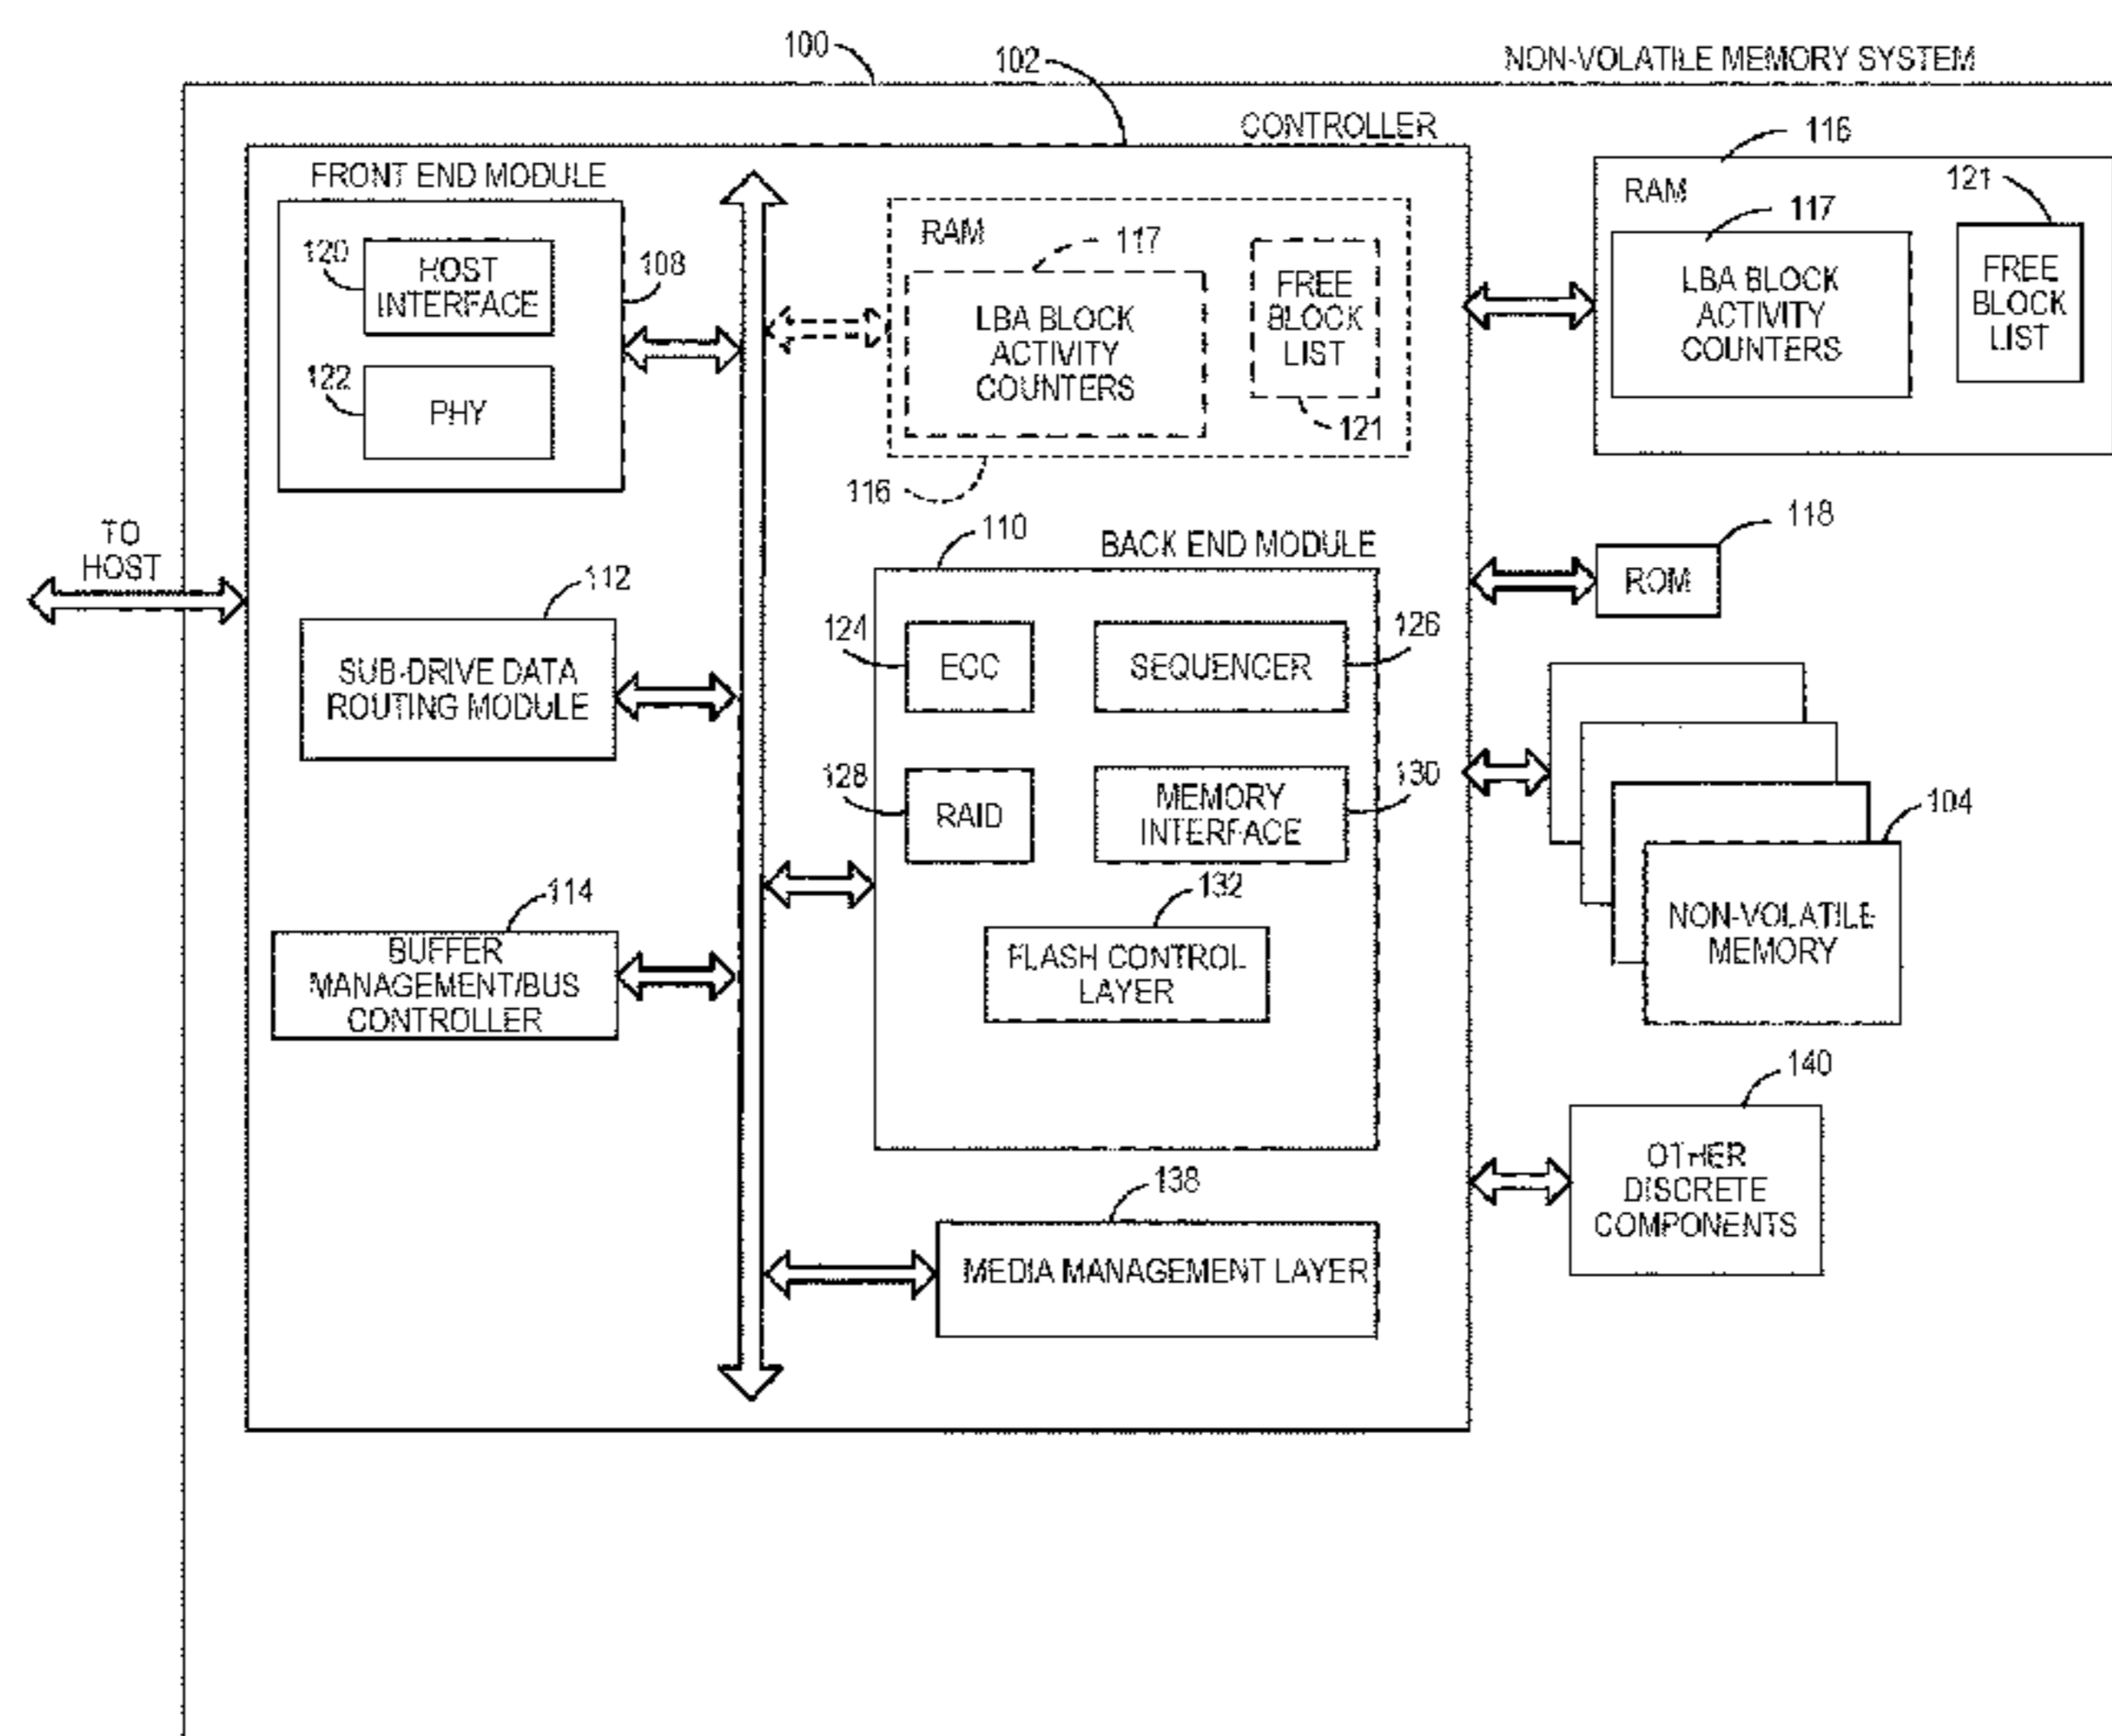 100
102
NON-VOLATILE MEMORY SYSTEM
CONTROLLER
116
FRONT END MODULE
RAM
121
117
120
HOST
INTERFACE
108
RAM
117
FREE
BLOCK
LIST
LBA BLOCK
ACTIVITY
COUNTERS
LBA BLOCK
ACTIVITY
COUNTERS
FREE
BLOCK
LIST
122
PHY
121
116
TO
HOST
110
BACK END MODULE
118
ROM
112
SUB-DRIVE DATA
ROUTING MODULE
124
ECC
SEQUENCER
126
128
RAID
MEMORY
INTERFACE
130
104
NON-VOLATILE
MEMORY
114
BUFFER
MANAGEMENT/BUS
CONTROLLER
132
FLASH CONTROL
LAYER
140
OTHER
DISCRETE
COMPONENTS
138
MEDIA MANAGEMENT LAYER